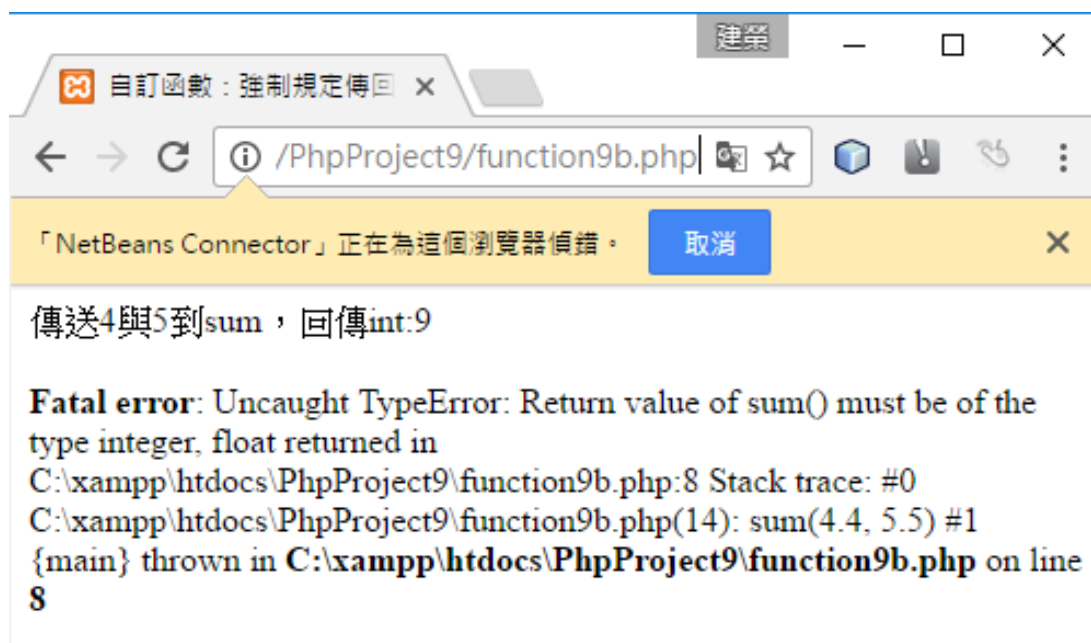 建榮
自訂函數：強制規定傳回
/PhpProject9/function9b.php
「NetBeans Connector」正在為這個瀏覽器偵錯。
取消
傳送4與5到sum，回傳int:9
Fatal error: Uncaught TypeError: Return value of sum() must be of the
type integer, float returned in
C:\xampp\htdocs\PhpProject9\function9b.php:8 Stack trace: #0
C:\xampp\htdocs\PhpProject9\function9b.php(14): sum(4.4, 5.5) #1
{main} thrown in C:\xampp\htdocs\PhpProject9\function9b.php on line
8